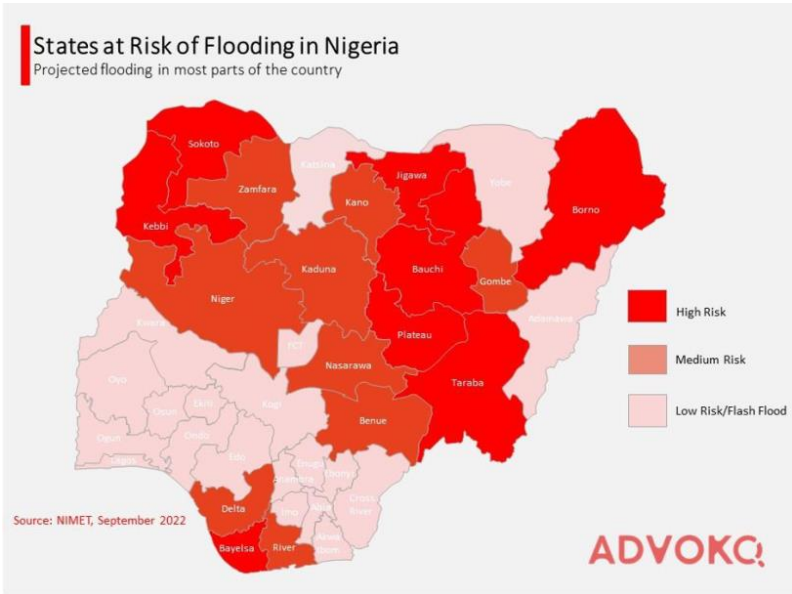 States at Risk of Flooding in Nigeria
Projected flooding in most parts of the country
Sokoto
Katsina
Jigawa
Yobe
Zamfara
Kano
Borno
Kebbi
Kaduna
Bauchi
Gombe
Niger
Adamawa
Kwara
Plateau
FCT
Nasarawa
Taraba
Oyo
Ekiti
Kogi
Osun
Benue
Ogun
Ondo
Edo
Lagos
Enugu
Ebonyi
Anambra
Delta
Imo
Abia
Cross
River
Bayelsa
River
Akwa
Ibom
High Risk
Medium Risk
Low Risk/Flash Flood
Source: NIMET, September 2022
ADVOKC